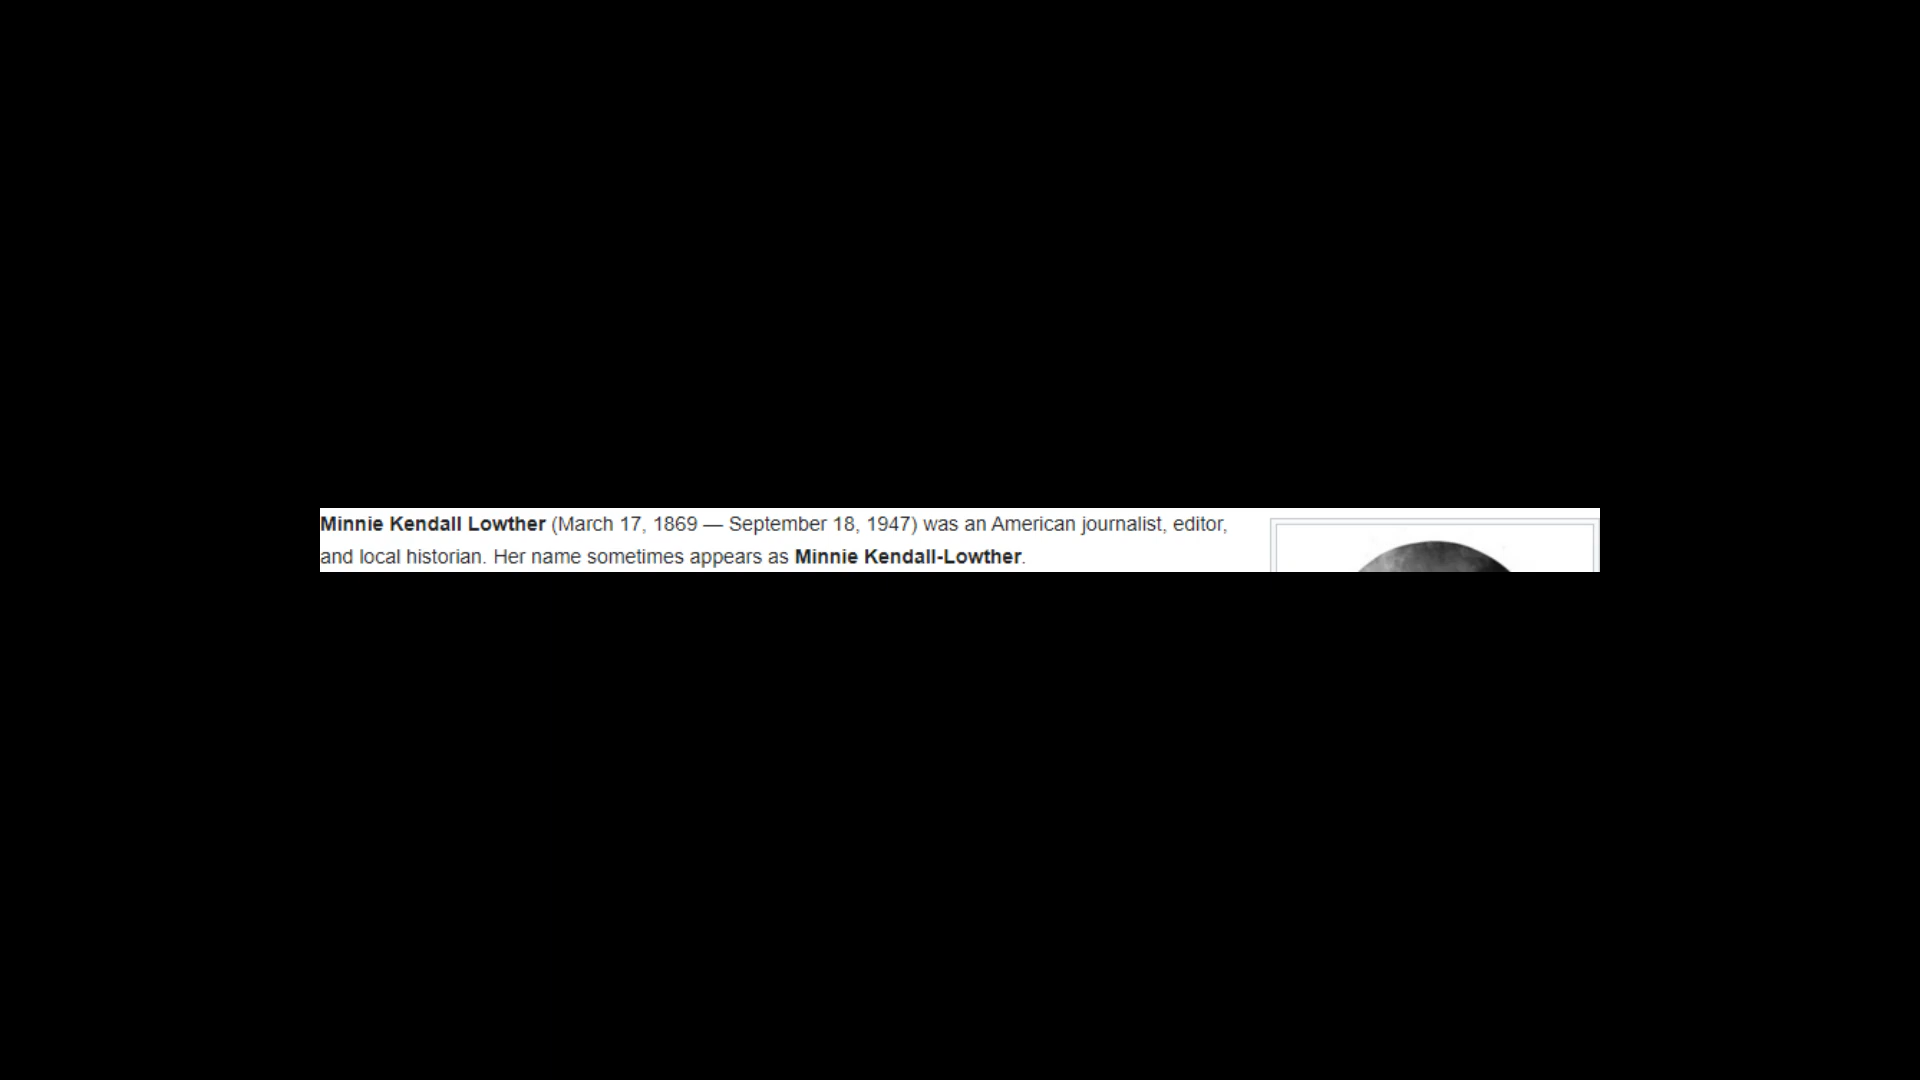 Minnie Kendall Lowther (March 17, 1869 — September 18, 1947) was an American journalist, editor,
and local historian. Her name sometimes appears as Minnie Kendall-Lowther.